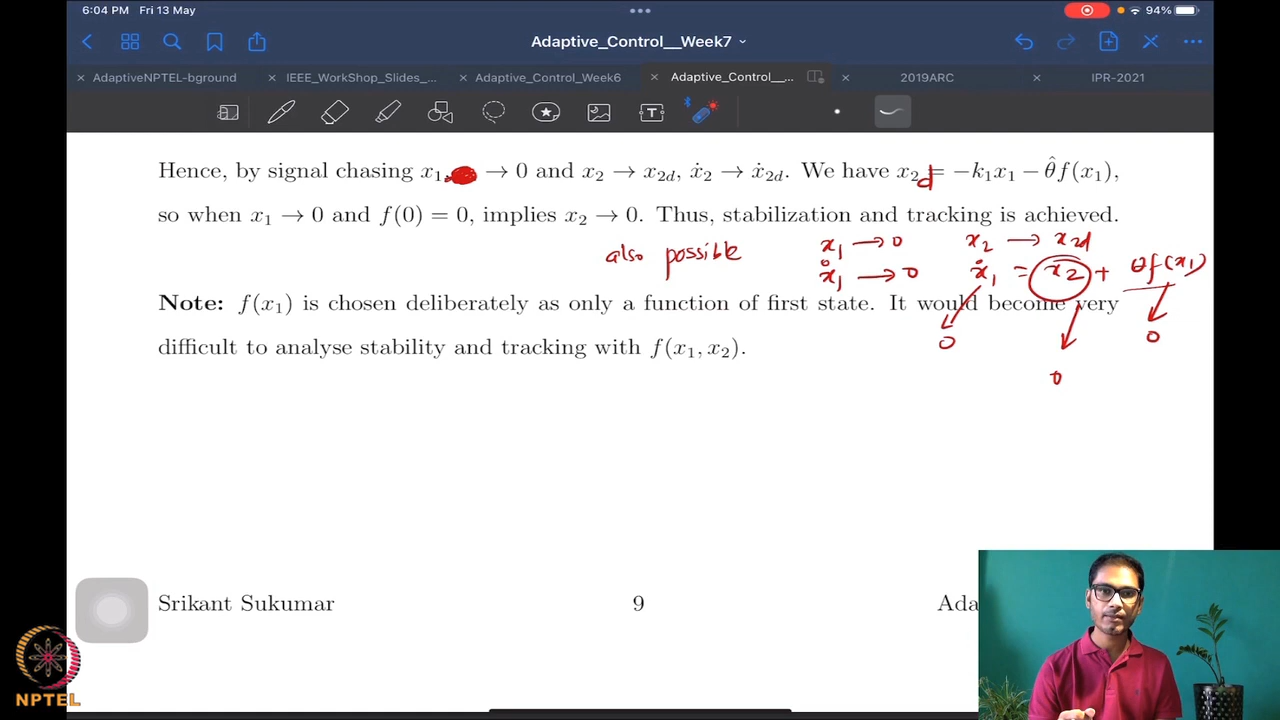 6:04 PM Fri 13 May
94%
Adaptive_Control__Week7
AdaptiveNPTEL-bground
IEEE_WorkShop_Slides_...
Adaptive_Control_Week6
Adaptive_Control__...
2019ARC
IPR-2021
Hence, by signal chasing x₁, → 0 and x₂ → x₂d, ẋ₂ → ẋ₂d. We have x₂d = −k₁x₁ − θ̂f(x₁),
so when x₁ → 0 and f(0) = 0, implies x₂ → 0. Thus, stabilization and tracking is achieved.
also possible
x₁ → 0
x₂ → x₂d
ẋ₁ → 0
ẋ₁ = x₂ + θf(x₁)
0
0
0
Note: f(x₁) is chosen deliberately as only a function of first state. It would become very
difficult to analyse stability and tracking with f(x₁, x₂).
Srikant Sukumar
9
Ada
NPTEL